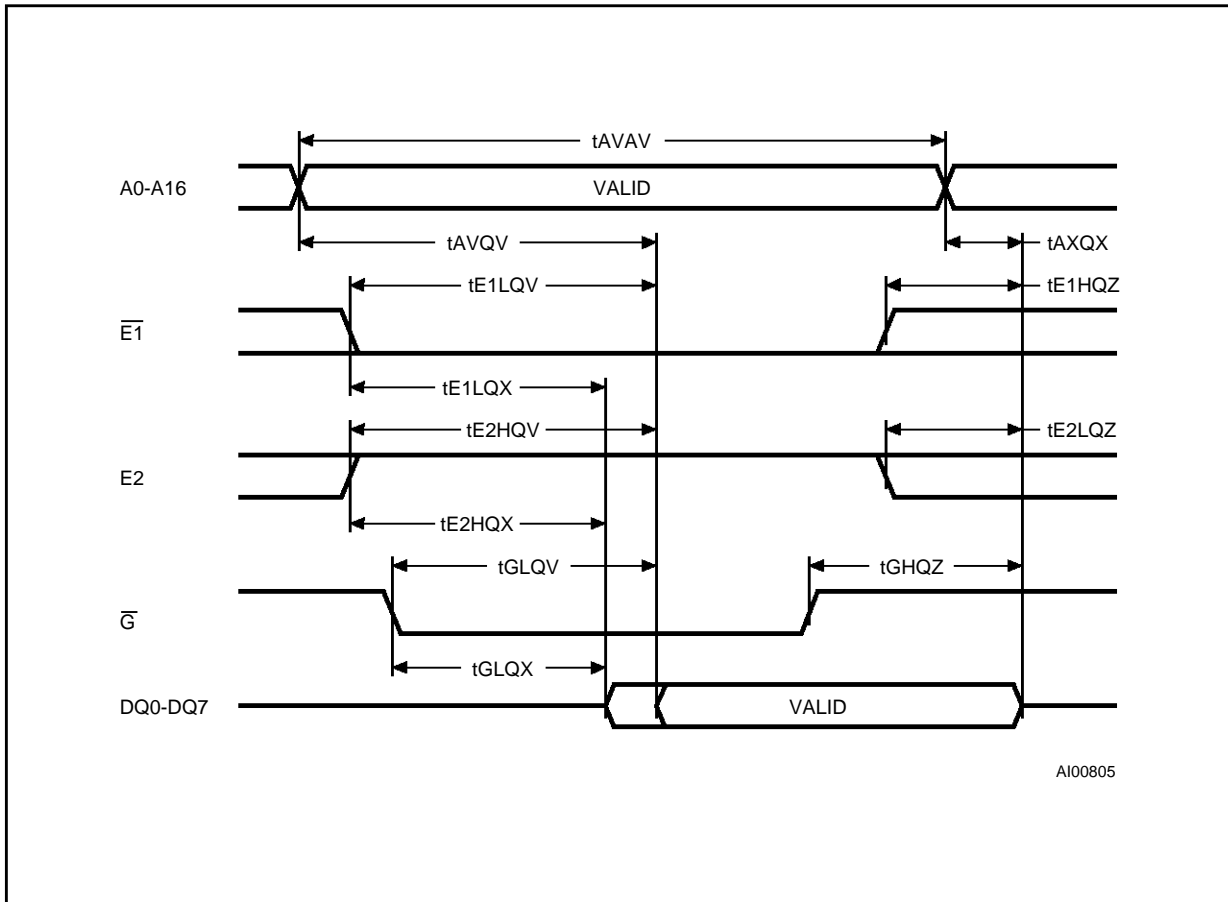 tAVAV
A0-A16 VALID
tAVQV tAXQX
tE1LQV tE1HQZ
E1
tE1LQX
tE2HQV tE2LQZ
E2
tE2HQX
tGLQV tGHQZ
G
tGLQX
DQ0-DQ7 VALID
AI00805